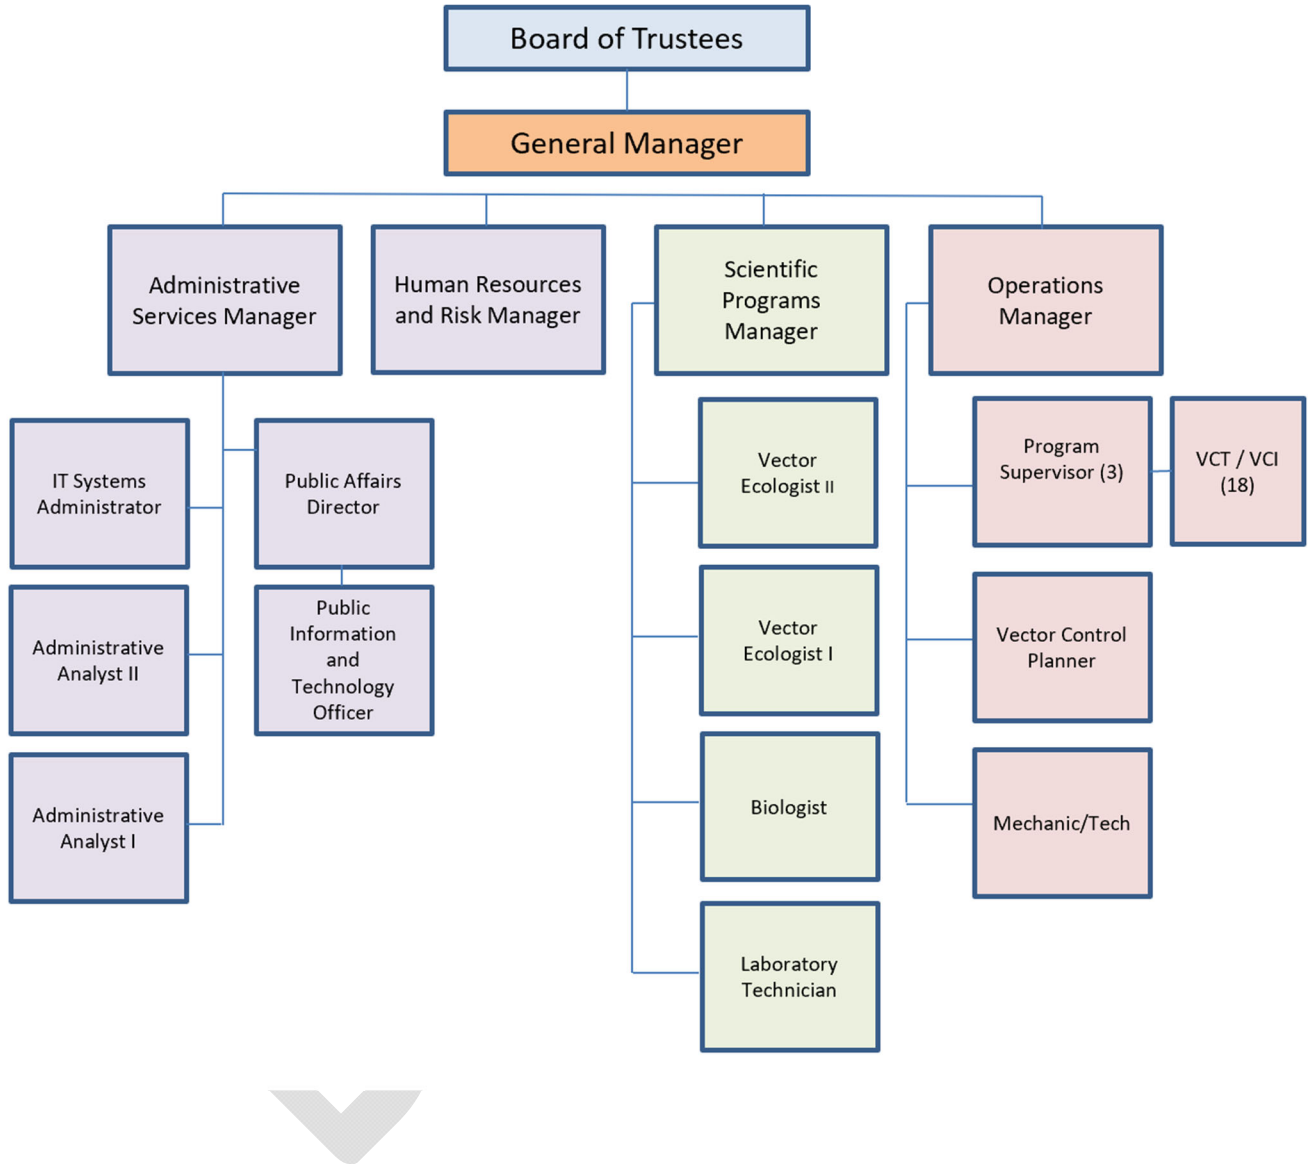 Board of Trustees
General Manager
Administrative
Services Manager
Human Resources
and Risk Manager
Scientific
Programs
Manager
Operations
Manager
IT Systems
Administrator
Public Affairs
Director
Administrative
Analyst II
Public
Information
and
Technology
Officer
Administrative
Analyst I
Vector
Ecologist II
Vector
Ecologist I
Biologist
Laboratory
Technician
Program
Supervisor (3)
VCT / VCI
(18)
Vector Control
Planner
Mechanic/Tech